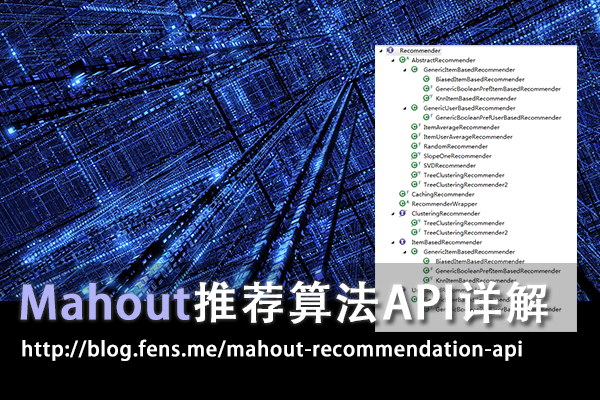 Recommender
AbstractRecommender
GenericItemBasedRecommender
BiasedItemBasedRecommender
GenericBooleanPrefItemBasedRecommender
KnnItemBasedRecommender
GenericUserBasedRecommender
GenericBooleanPrefUserBasedRecommender
ItemAverageRecommender
ItemUserAverageRecommender
RandomRecommender
SlopeOneRecommender
SVDRecommender
TreeClusteringRecommender
TreeClusteringRecommender2
CachingRecommender
RecommenderWrapper
ClusteringRecommender
TreeClusteringRecommender
TreeClusteringRecommender2
ItemBasedRecommender
GenericItemBasedRecommender
BiasedItemBasedRecommender
GenericBooleanPrefItemBasedRecommender
KnnItemBasedRecommender
Mahout推荐算法API详解
http://blog.fens.me/mahout-recommendation-api